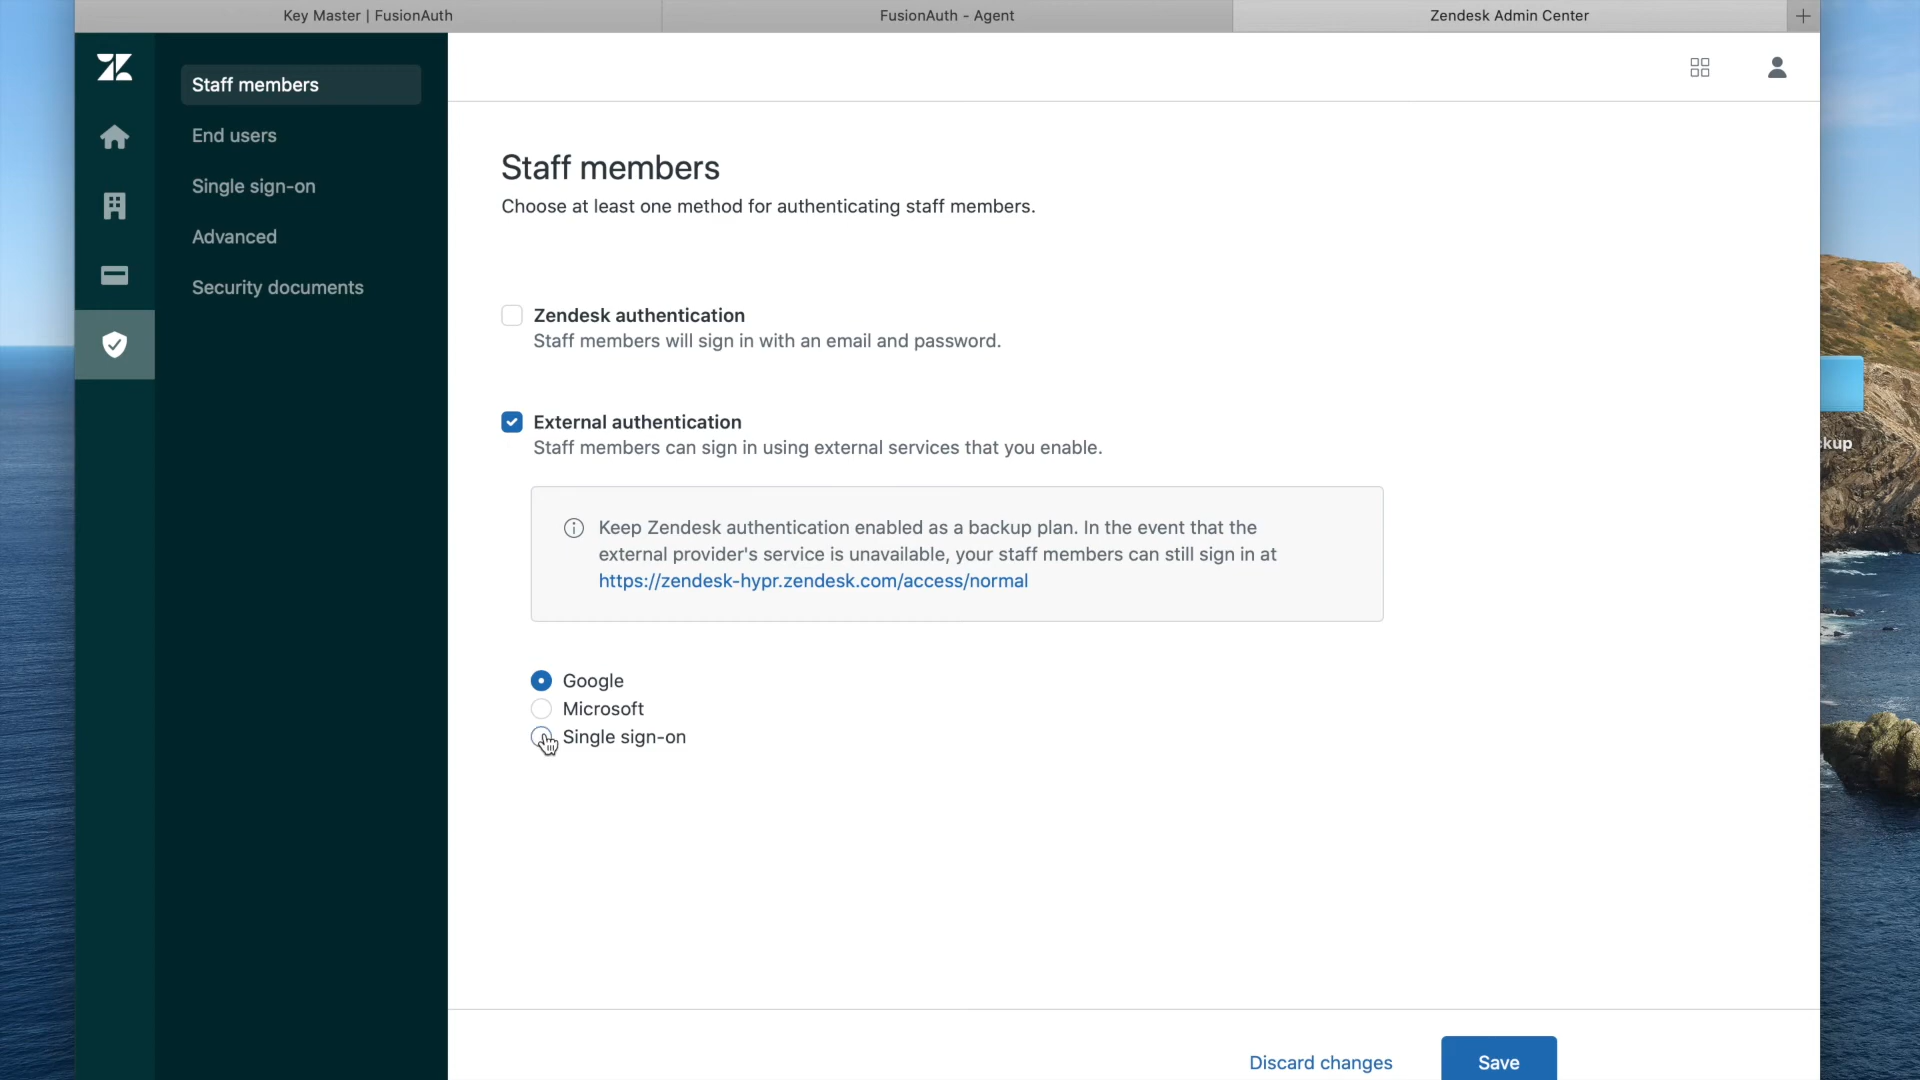 Key Master | FusionAuth
FusionAuth - Agent
Zendesk Admin Center
Staff members
End users
Single sign-on
Advanced
Security documents
Staff members
Choose at least one method for authenticating staff members.
Zendesk authentication
Staff members will sign in with an email and password.
External authentication
Staff members can sign in using external services that you enable.
Keep Zendesk authentication enabled as a backup plan. In the event that the
external provider's service is unavailable, your staff members can still sign in at
https://zendesk-hypr.zendesk.com/access/normal
Google
Microsoft
Single sign-on
ckup
Discard changes
Save